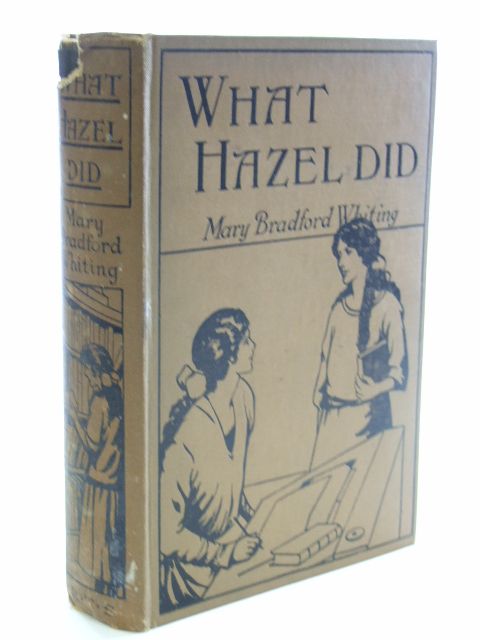 WHAT
HAZEL
DID
Mary
Bradford
Whiting
WHAT
HAZEL DID
Mary Bradford Whiting